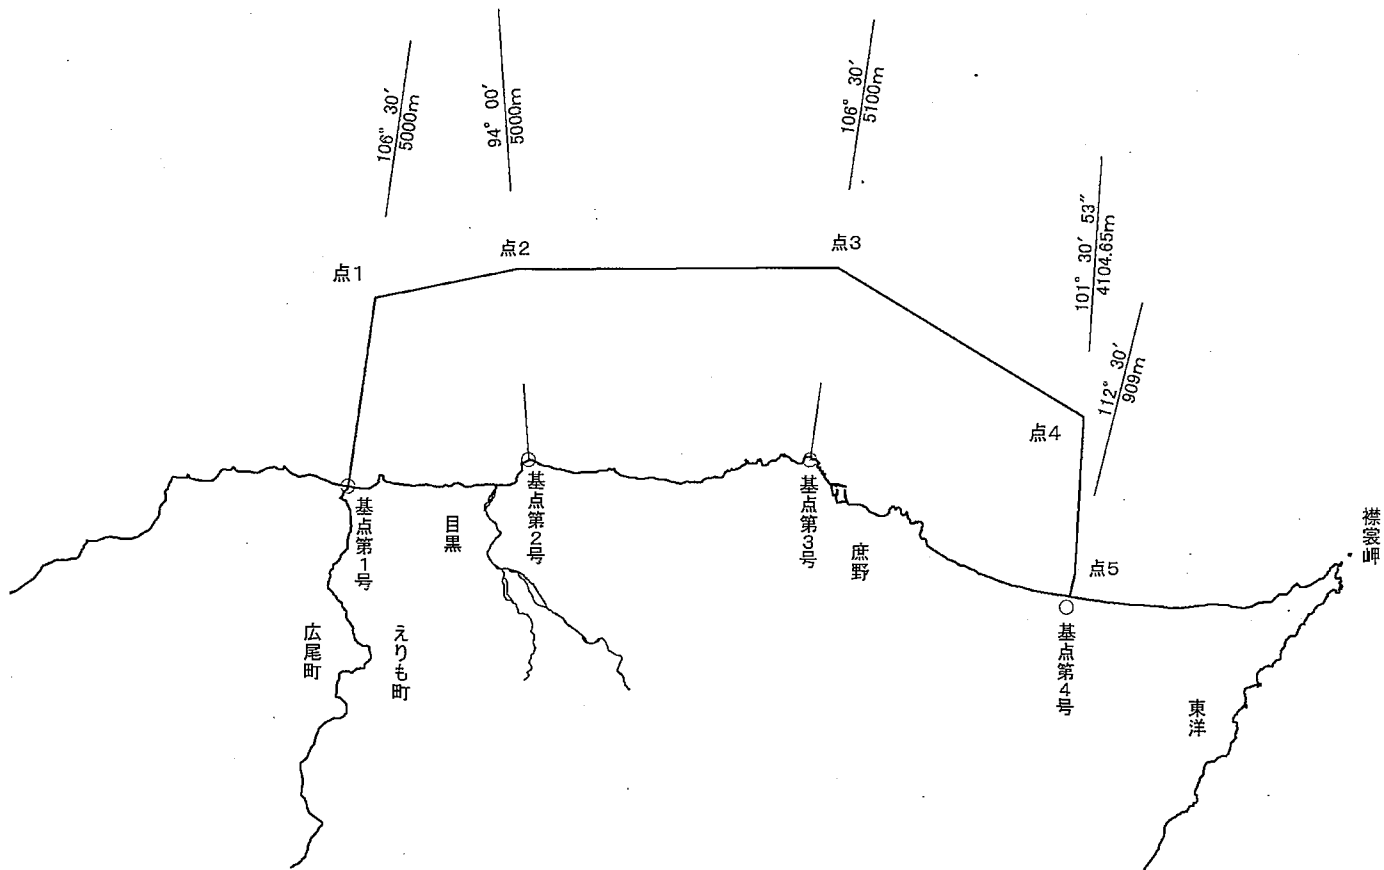 106° 30′
5000m
94° 00′
5000m
106° 30′
5100m
101° 30′ 53″
4104.65m
112° 30′
909m
点1
点2
点3
点4
点5
基点第1号
目黒
基点第2号
基点第3号
庶野
基点第4号
襟裳岬
広尾町
えりも町
東洋